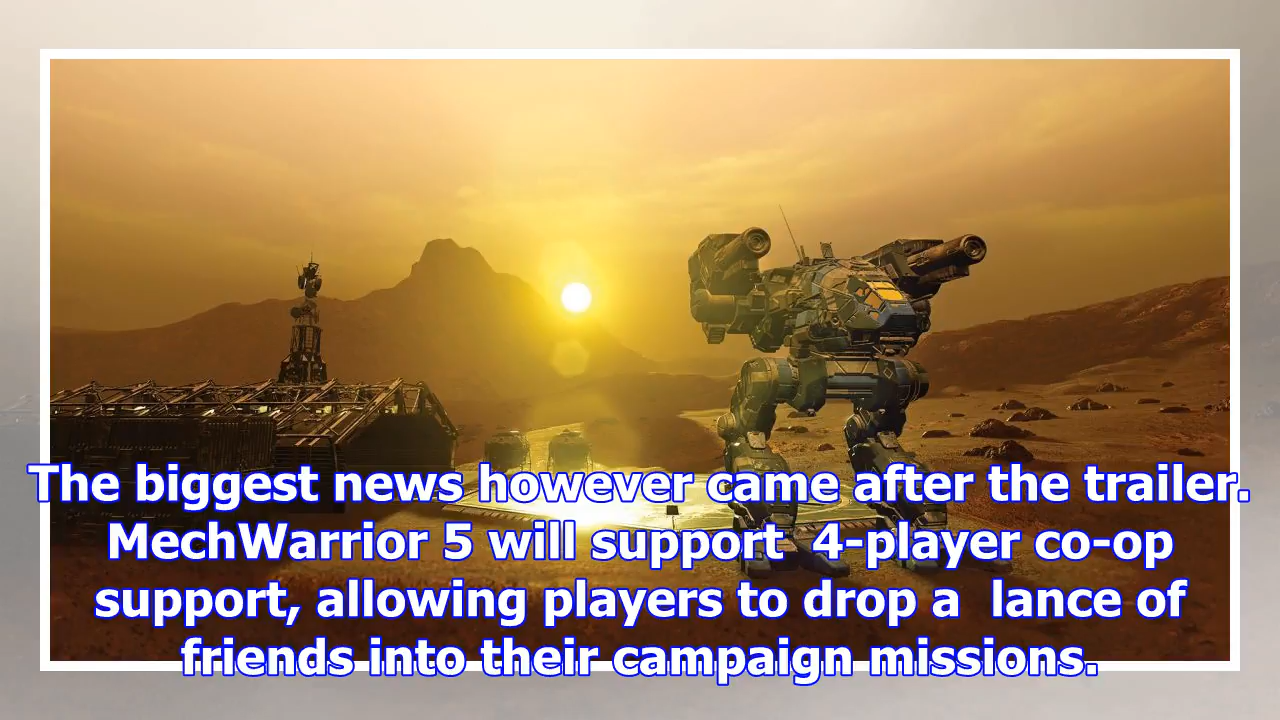 The biggest news however came after the trailer.
MechWarrior 5 will support  4-player co-op
support, allowing players to drop a  lance of
friends into their campaign missions.